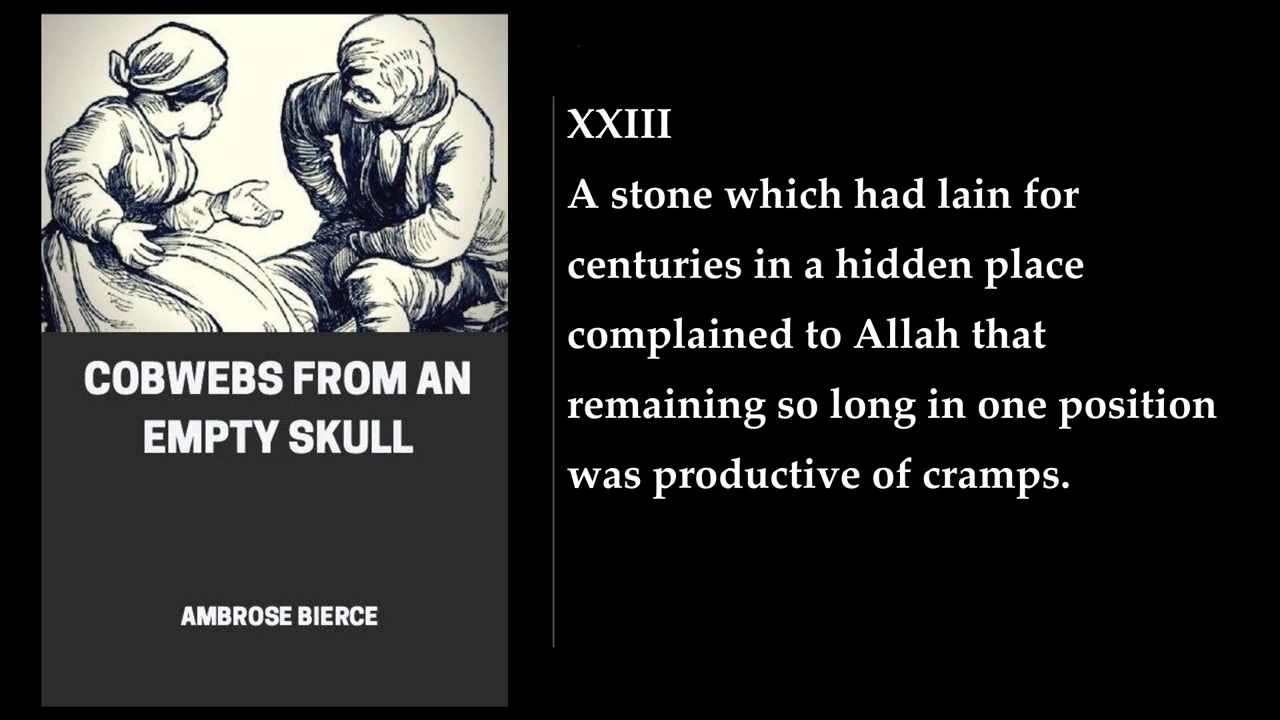 COBWEBS FROM AN
EMPTY SKULL
AMBROSE BIERCE
XXIII
A stone which had lain for
centuries in a hidden place
complained to Allah that
remaining so long in one position
was productive of cramps.